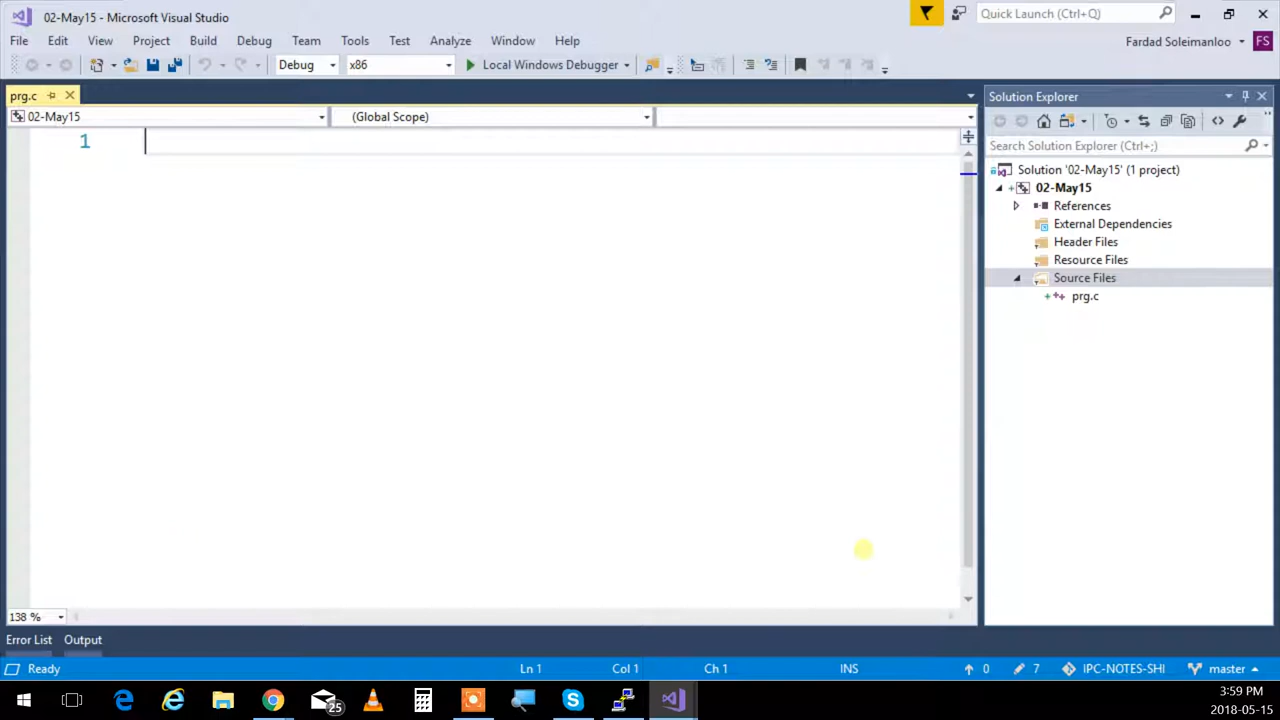 02-May15 - Microsoft Visual Studio
Quick Launch (Ctrl+Q)
File Edit View Project Build Debug Team Tools Test Analyze Window Help
Fardad Soleimanloo FS
Debug x86 Local Windows Debugger
prg.c
Solution Explorer
02-May15 (Global Scope)
1
Search Solution Explorer (Ctrl+;)
Solution '02-May15' (1 project)
02-May15
References
External Dependencies
Header Files
Resource Files
Source Files
prg.c
138 %
Error List Output
Ready Ln 1 Col 1 Ch 1 INS 0 7 IPC-NOTES-SHI master
25
3:59 PM
2018-05-15